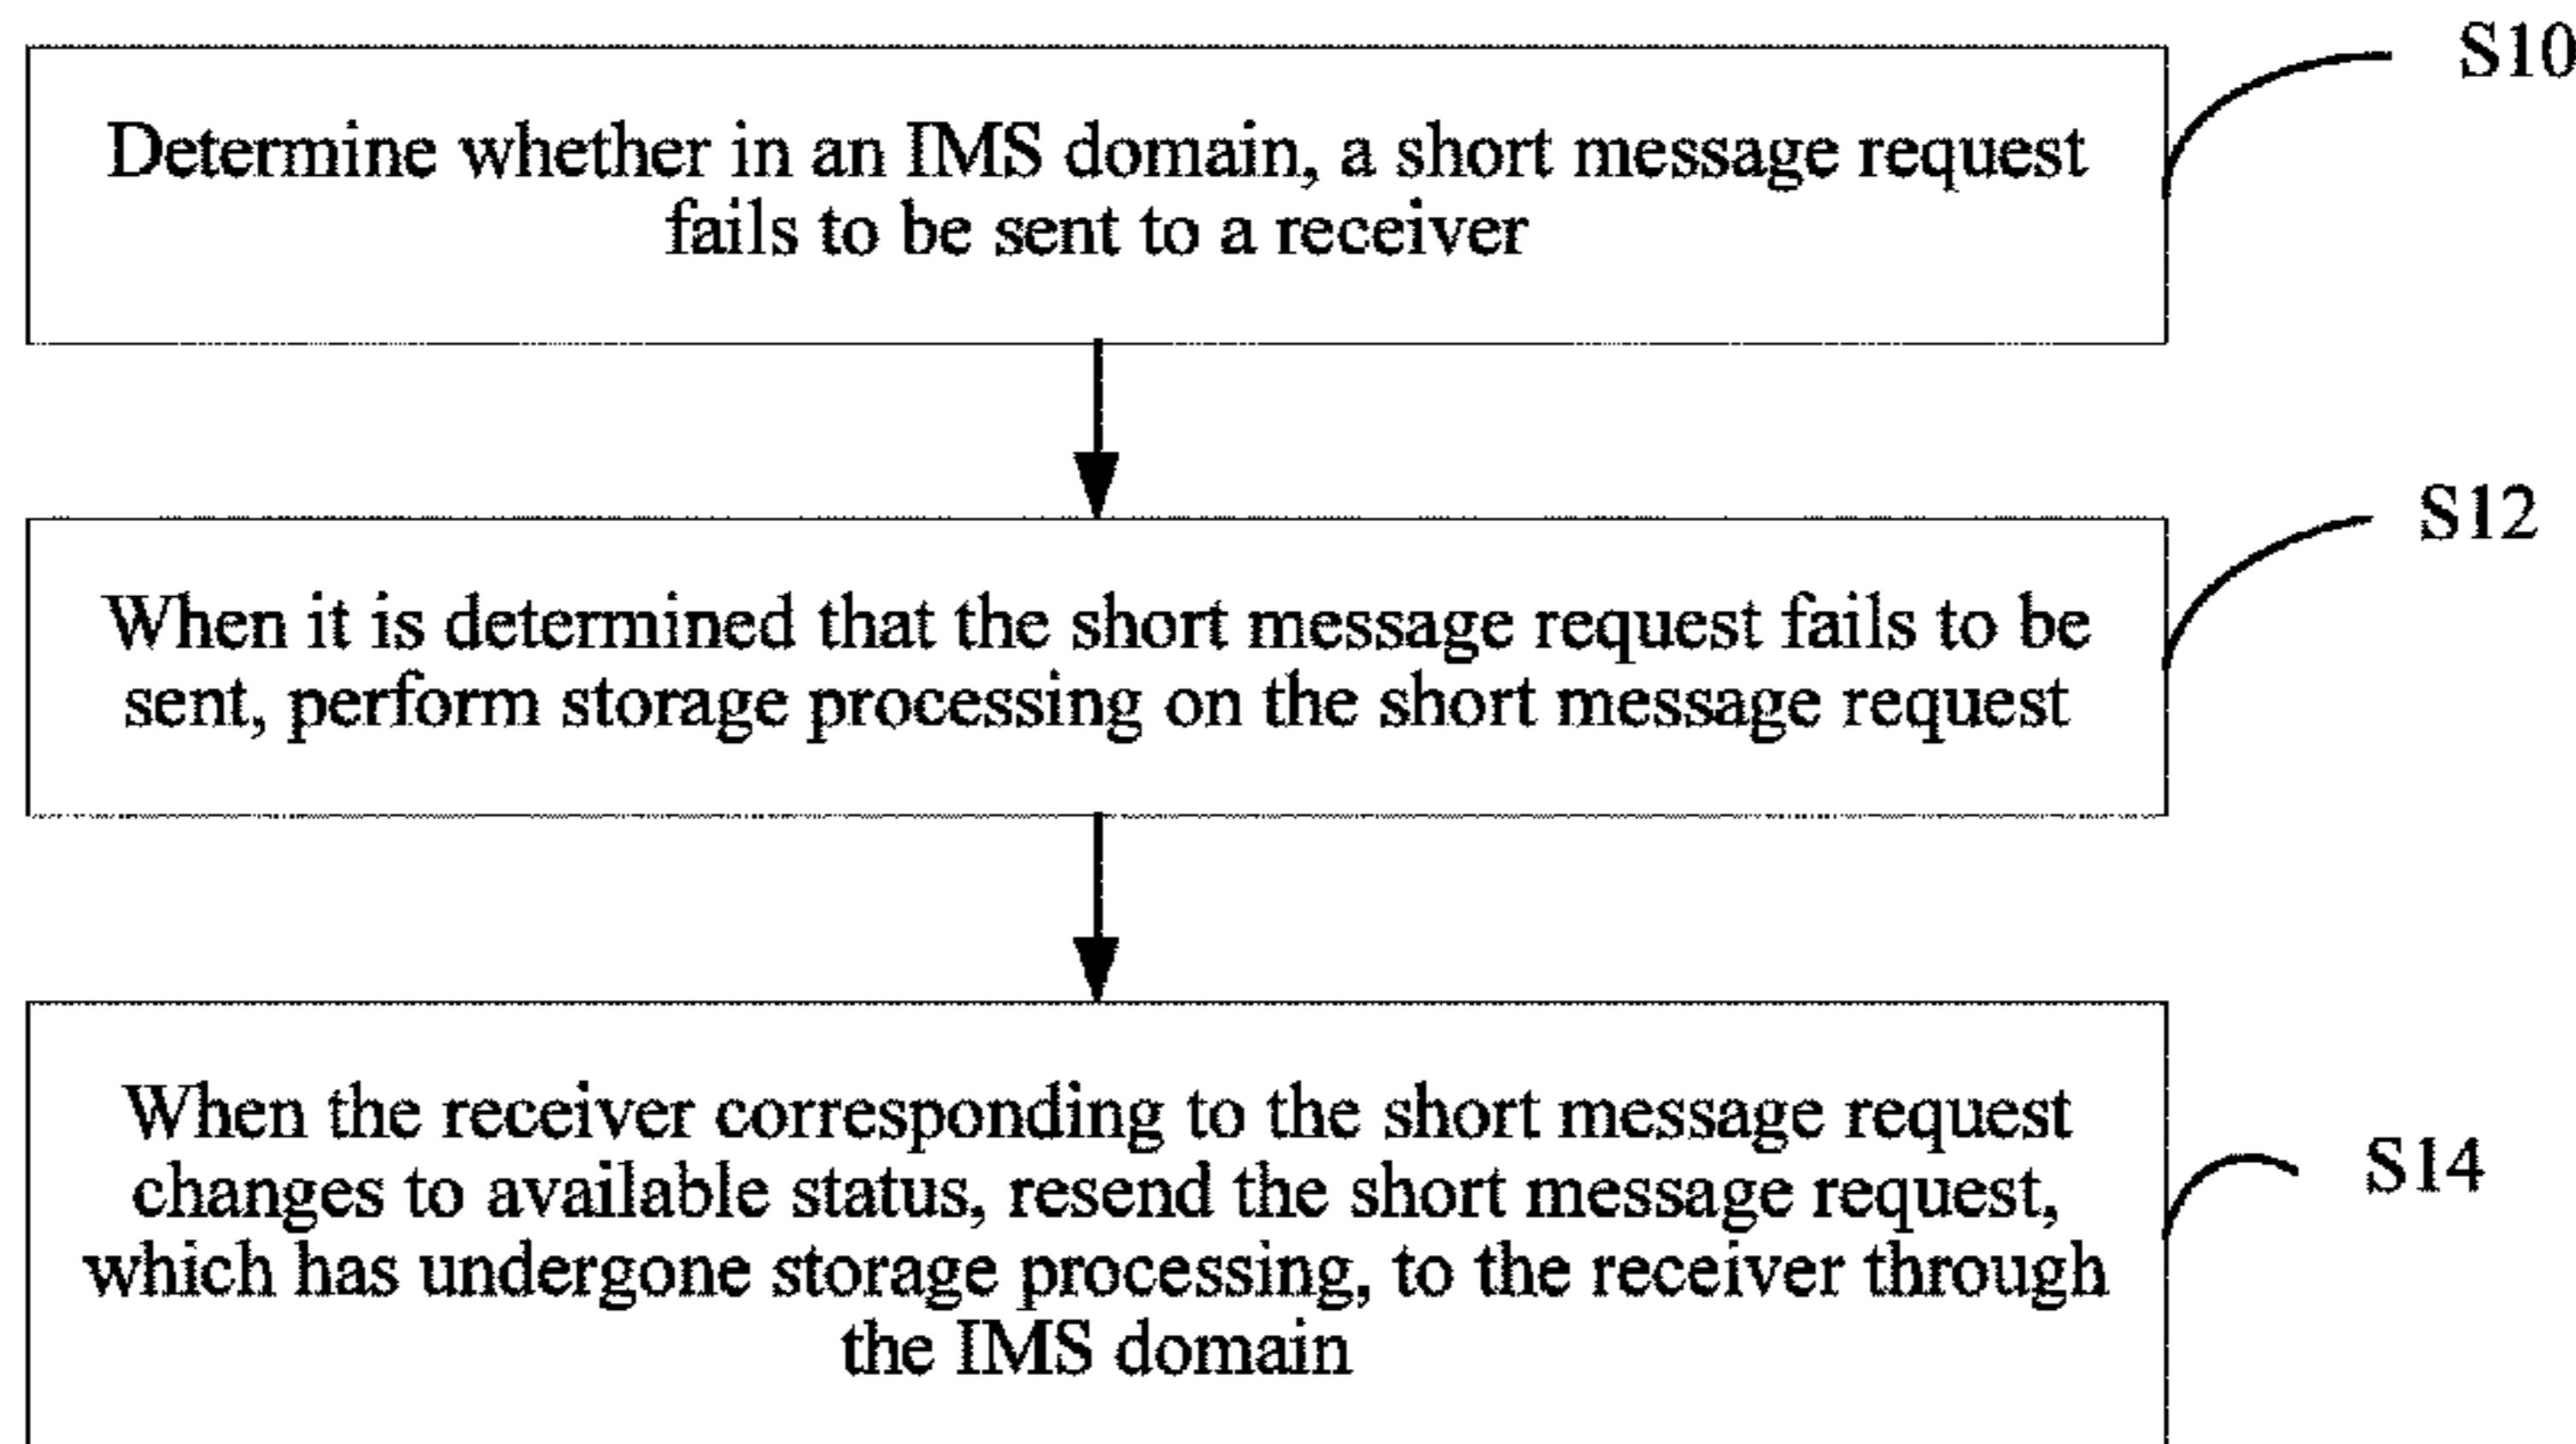 S10
Determine whether in an IMS domain, a short message request
fails to be sent to a receiver
S12
When it is determined that the short message request fails to be
sent, perform storage processing on the short message request
When the receiver corresponding to the short message request
changes to available status, resend the short message request,
S14
which has undergone storage processing, to the receiver through
the IMS domain